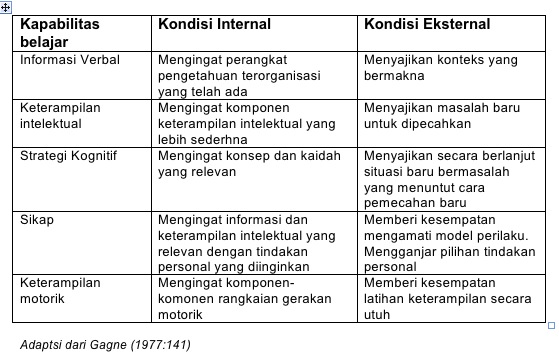 Kapabilitas belajar
Kondisi Internal
Kondisi Eksternal
Informasi Verbal
Mengingat perangkat
pengetahuan terorganisasi
yang telah ada
Menyajikan konteks yang
bermakna
Keterampilan
intelektual
Mengingat komponen
keterampilan intelektual yang
lebih sederhna
Menyajikan masalah baru
untuk dipecahkan
Strategi Kognitif
Mengingat konsep dan kaidah
yang relevan
Menyajikan secara berlanjut
situasi baru bermasalah
yang menuntut cara
pemecahan baru
Sikap
Mengingat informasi dan
keterampilan intelektual yang
relevan dengan tindakan
personal yang diinginkan
Memberi kesempatan
mengamati model perilaku.
Mengganjar pilihan tindakan
personal
Keterampilan
motorik
Mengingat komponen-
komonen rangkaian gerakan
motorik
Memberi kesempatan
latihan keterampilan secara
utuh
Adaptsi dari Gagne (1977:141)